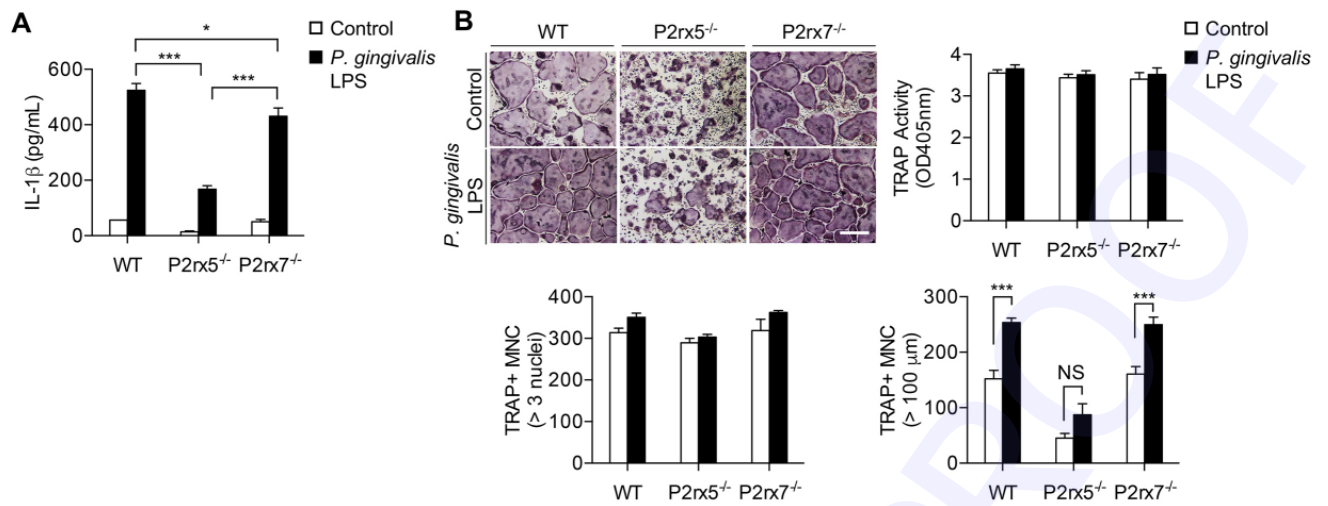 A
Control
P. gingivalis
LPS
*
***
***
600
400
200
0
IL-1β (pg/mL)
WT
P2rx5-/-
P2rx7-/-
B
WT
P2rx5-/-
P2rx7-/-
Control
P. gingivalis
LPS
Control
P. gingivalis
LPS
4
3
2
1
0
TRAP Activity
(OD405nm)
WT
P2rx5-/-
P2rx7-/-
400
300
200
100
0
TRAP+ MNC
(> 3 nuclei)
WT
P2rx5-/-
P2rx7-/-
300
200
100
0
TRAP+ MNC
(> 100 μm)
***
NS
***
WT
P2rx5-/-
P2rx7-/-
PROOF